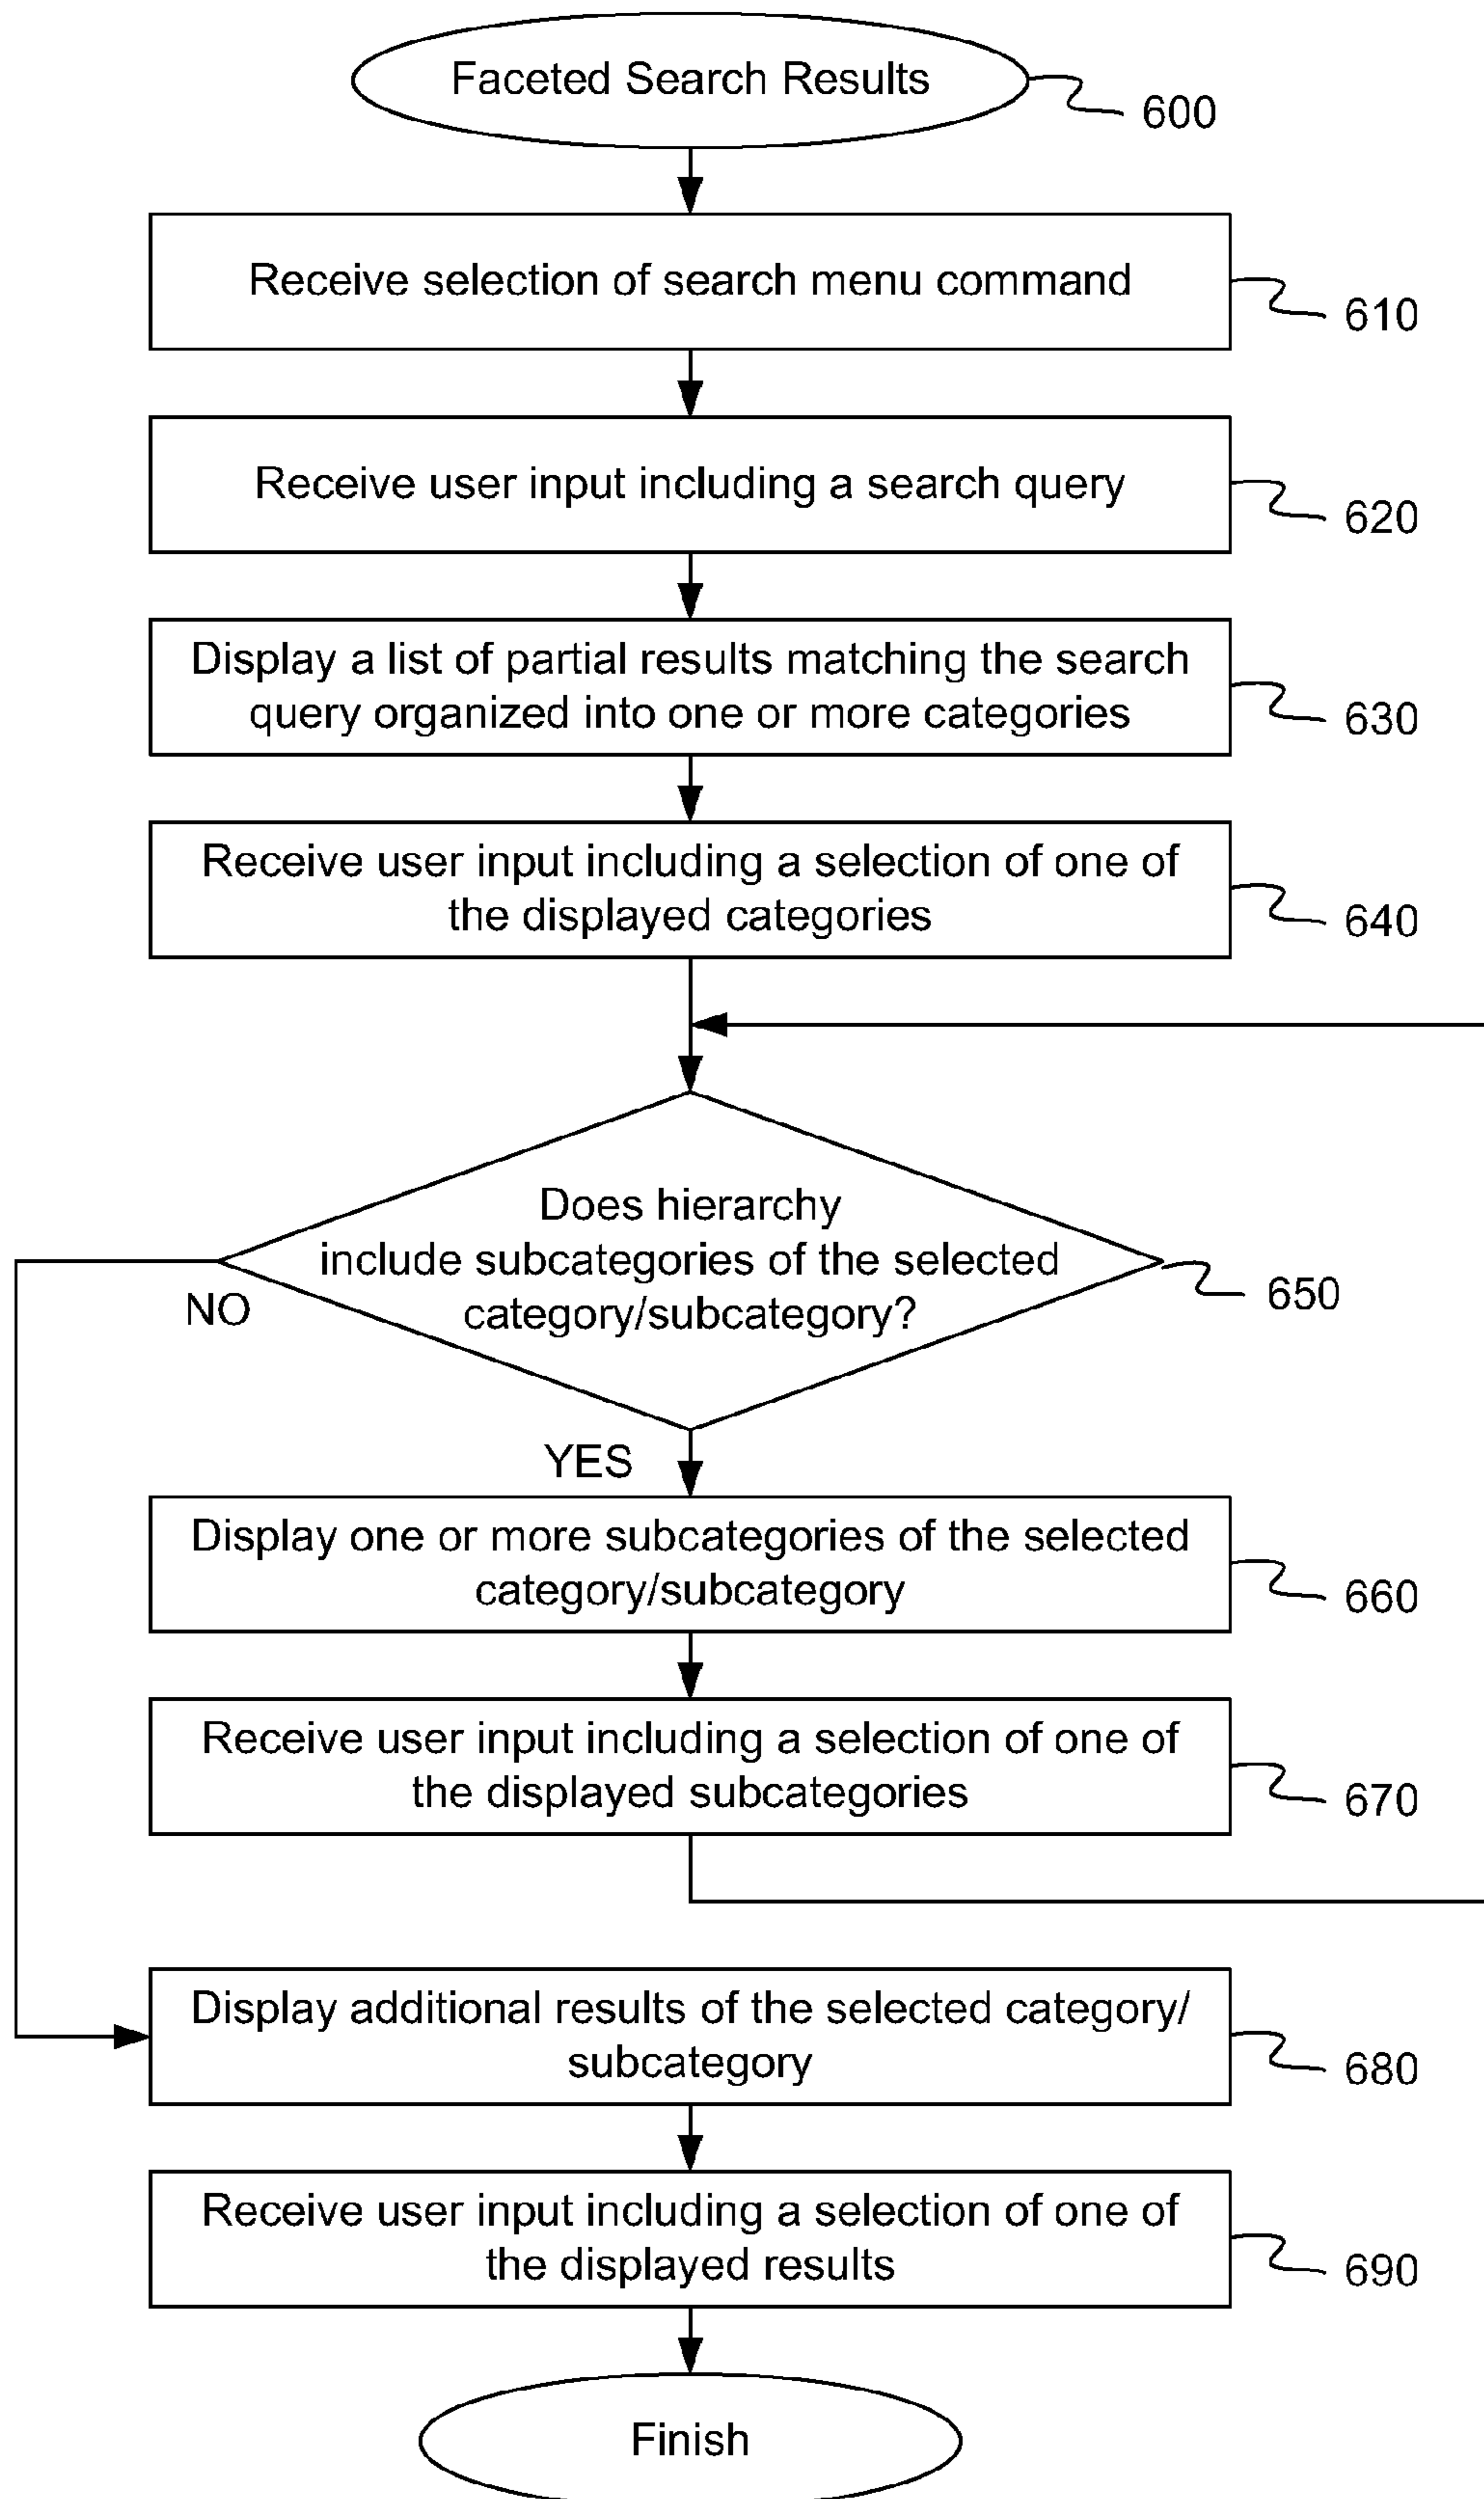 Faceted Search Results
600
Receive selection of search menu command
610
Receive user input including a search query
620
Display a list of partial results matching the search
query organized into one or more categories
630
Receive user input including a selection of one of
the displayed categories
640
Does hierarchy
include subcategories of the selected
category/subcategory?
650
NO
YES
Display one or more subcategories of the selected
category/subcategory
660
Receive user input including a selection of one of
the displayed subcategories
670
Display additional results of the selected category/
subcategory
680
Receive user input including a selection of one of
the displayed results
690
Finish